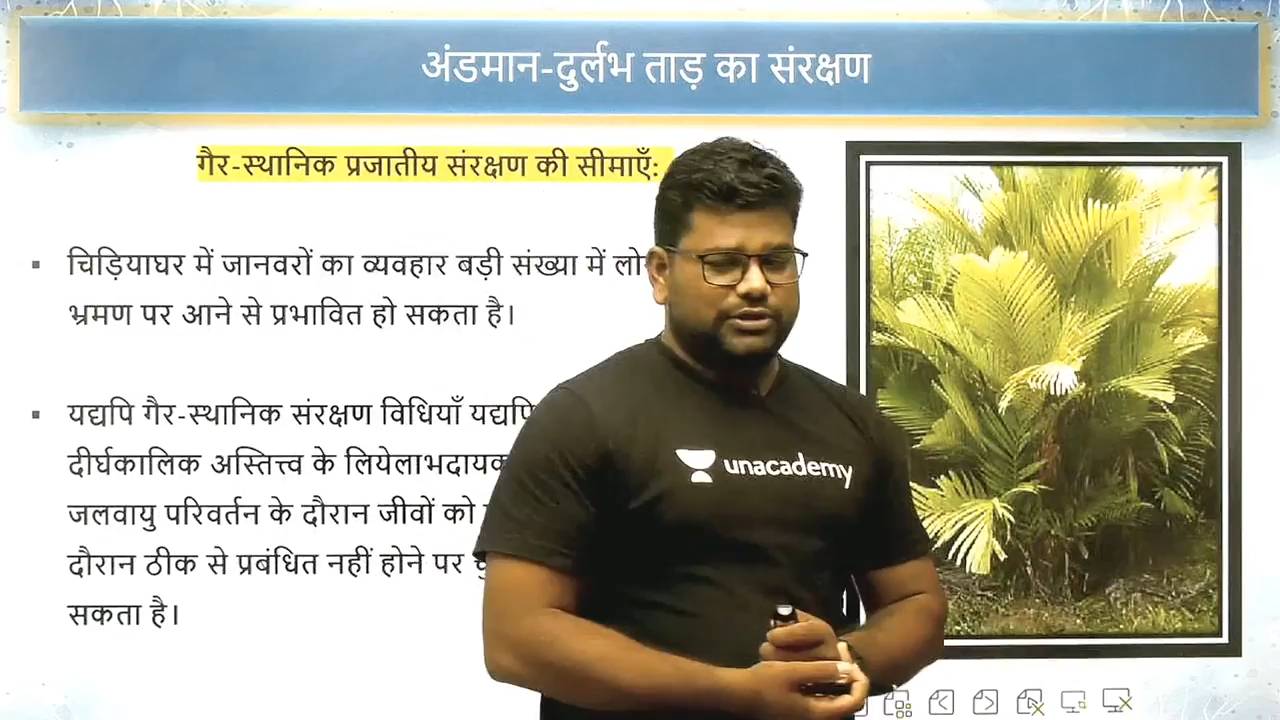 अंडमान-दुर्लभ ताड़ का संरक्षण
गैर-स्थानिक प्रजातीय संरक्षण की सीमाएँ:
▪ चिड़ियाघर में जानवरों का व्यवहार बड़ी संख्या में
भ्रमण पर आने से प्रभावित हो सकता है।
▪ यद्यपि गैर-स्थानिक संरक्षण विधियाँ यद्यपि
दीर्घकालिक अस्तित्त्व के लियेलाभदायक
जलवायु परिवर्तन के दौरान जीवों को
दौरान ठीक से प्रबंधित नहीं होने पर
सकता है।
unacademy